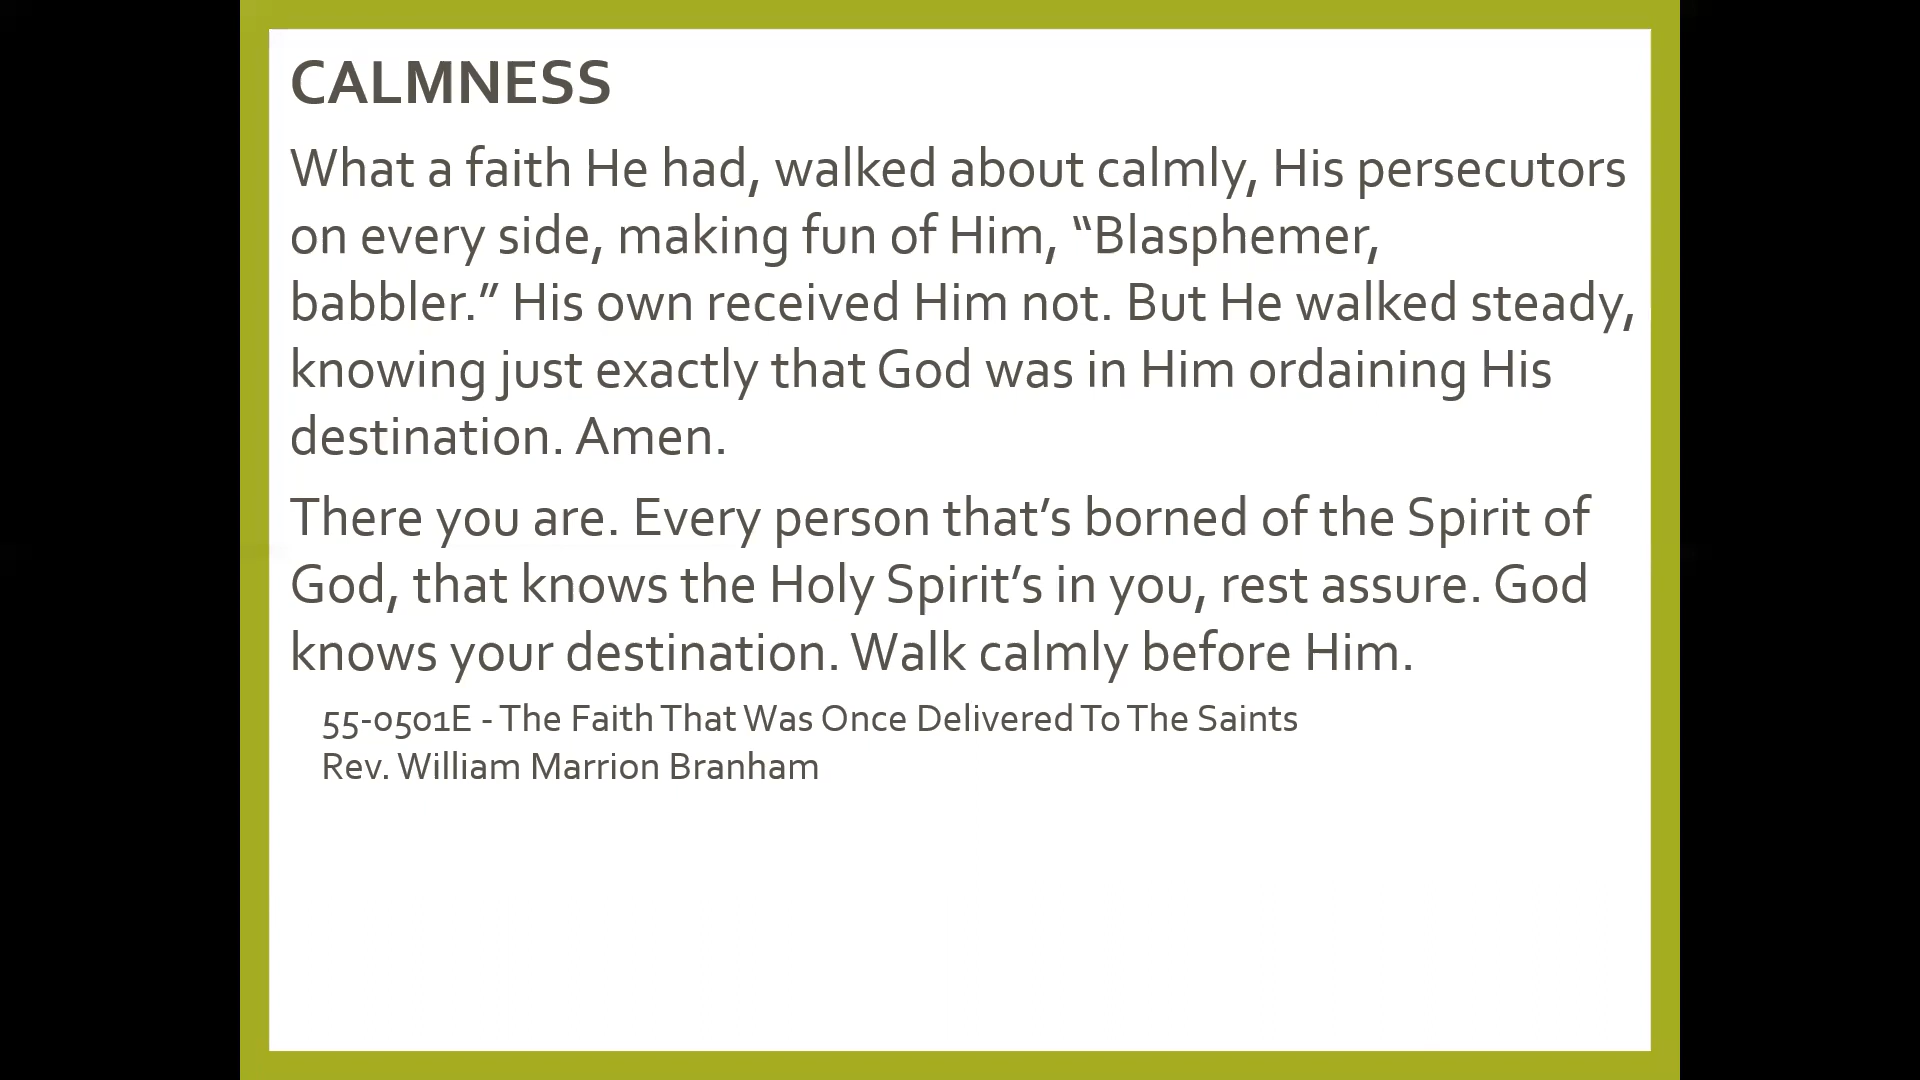 CALMNESS
What a faith He had, walked about calmly, His persecutors
on every side, making fun of Him, “Blasphemer,
babbler.” His own received Him not. But He walked steady,
knowing just exactly that God was in Him ordaining His
destination. Amen.
There you are. Every person that’s borned of the Spirit of
God, that knows the Holy Spirit’s in you, rest assure. God
knows your destination. Walk calmly before Him.
55-0501E - The Faith That Was Once Delivered To The Saints
Rev. William Marrion Branham